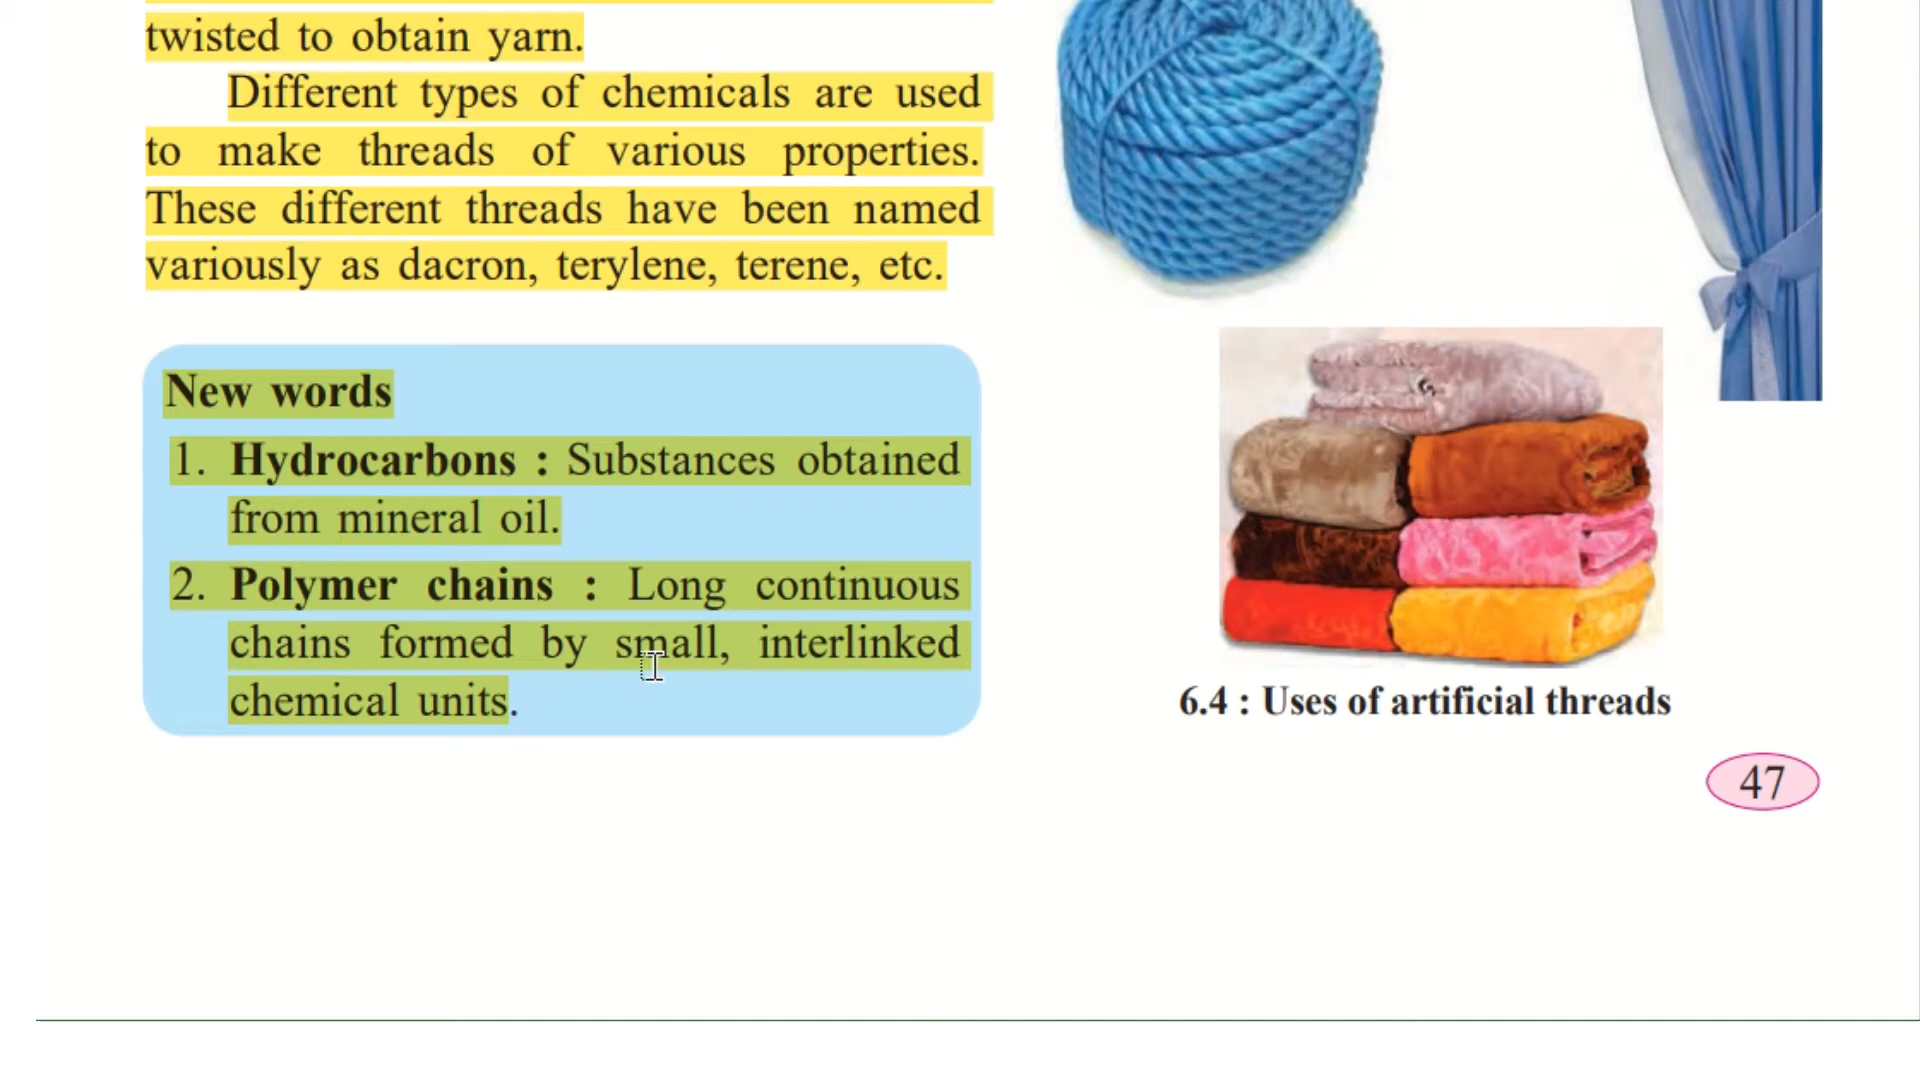 twisted to obtain yarn.
Different types of chemicals are used
to make threads of various properties.
These different threads have been named
variously as dacron, terylene, terene, etc.
New words
1. Hydrocarbons : Substances obtained
from mineral oil.
2. Polymer chains : Long continuous
chains formed by small, interlinked
chemical units.
6.4 : Uses of artificial threads
47